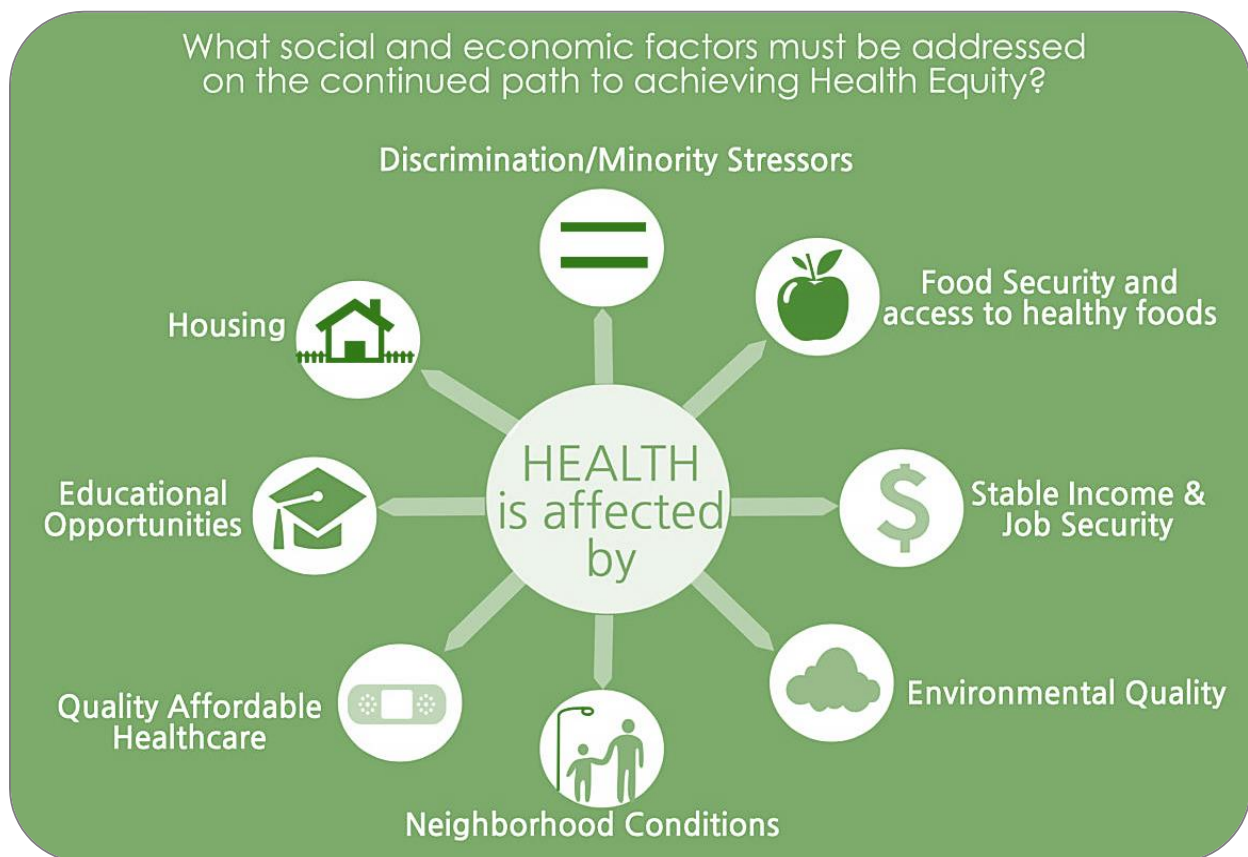 What social and economic factors must be addressed
on the continued path to achieving Health Equity?
Discrimination/Minority Stressors
Food Security and
access to healthy foods
Stable Income &
Job Security
Environmental Quality
Neighborhood Conditions
Quality Affordable
Healthcare
Educational
Opportunities
Housing
HEALTH
is affected
by
$